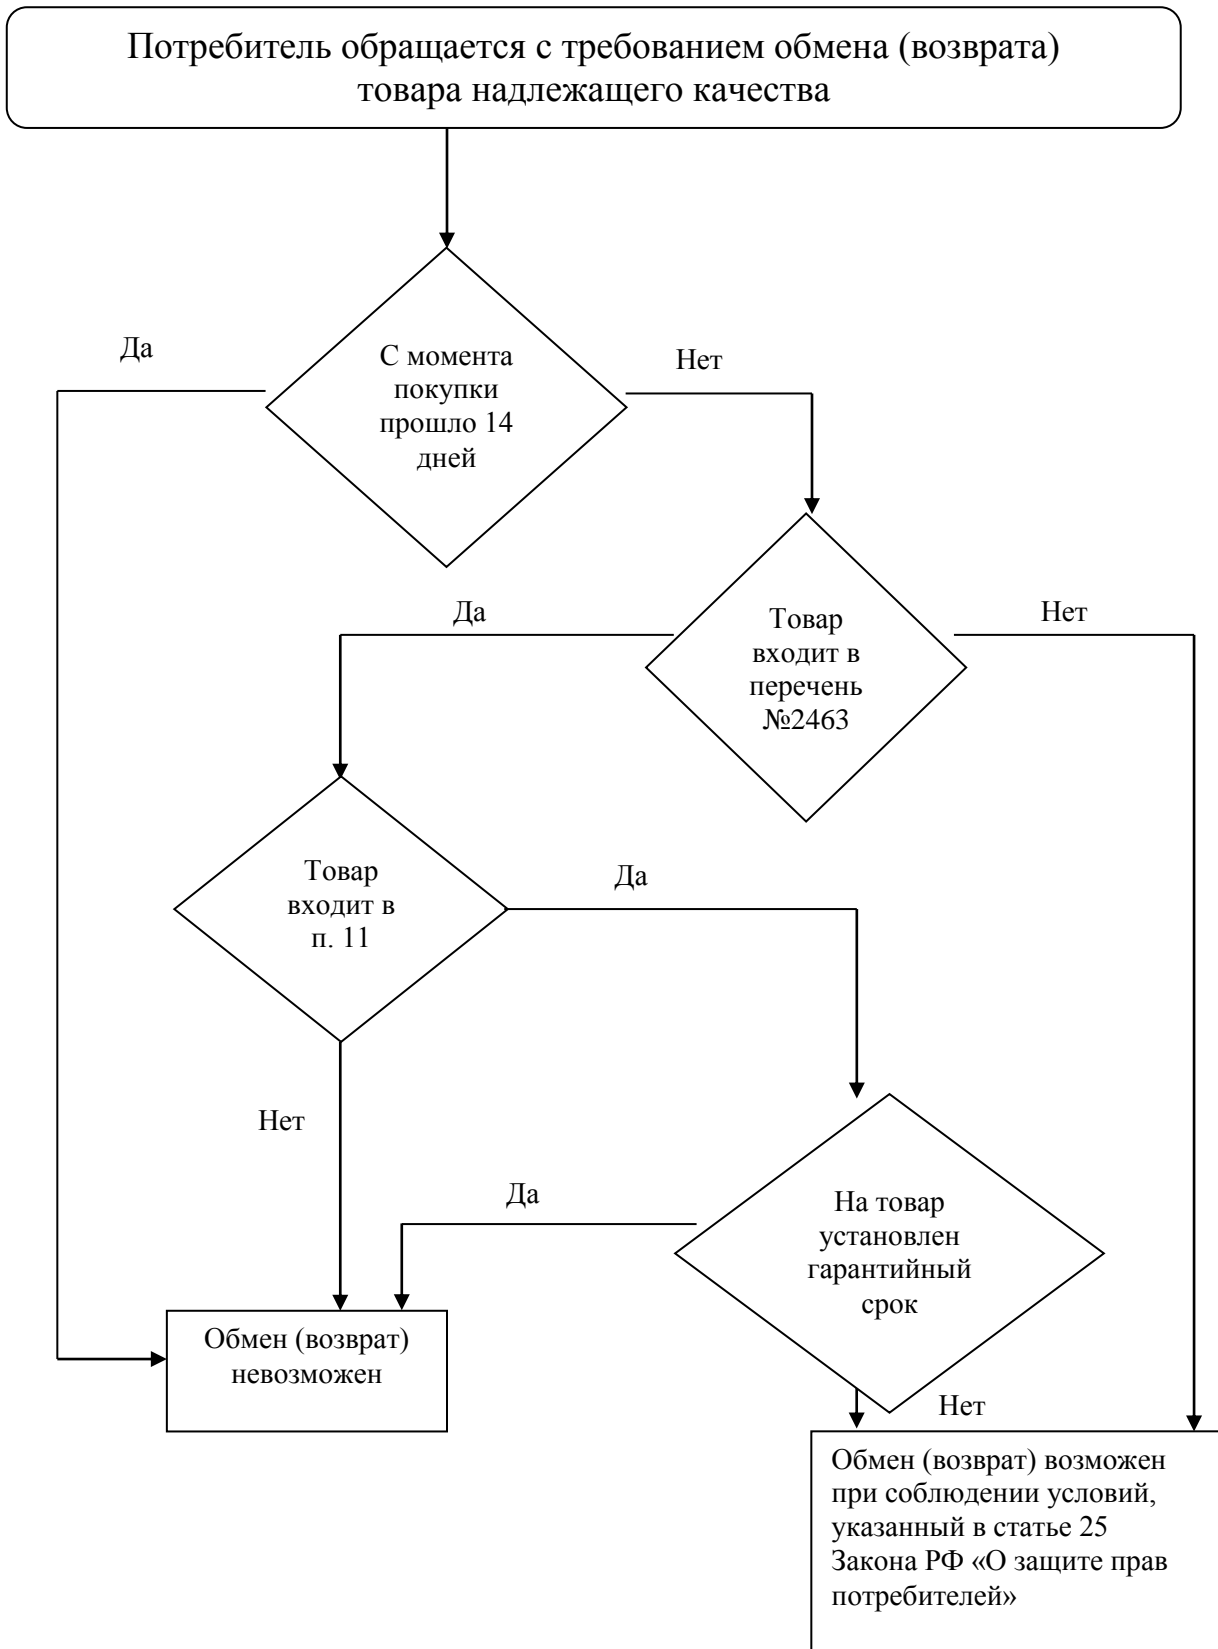 Потребитель обращается с требованием обмена (возврата)
товара надлежащего качества
Да
С момента
покупки
прошло 14
дней
Нет
Да
Товар
входит в
перечень
№2463
Нет
Товар
входит в
п. 11
Да
Нет
Да
На товар
установлен
гарантийный
срок
Обмен (возврат)
невозможен
Нет
Обмен (возврат) возможен
при соблюдении условий,
указанный в статье 25
Закона РФ «О защите прав
потребителей»